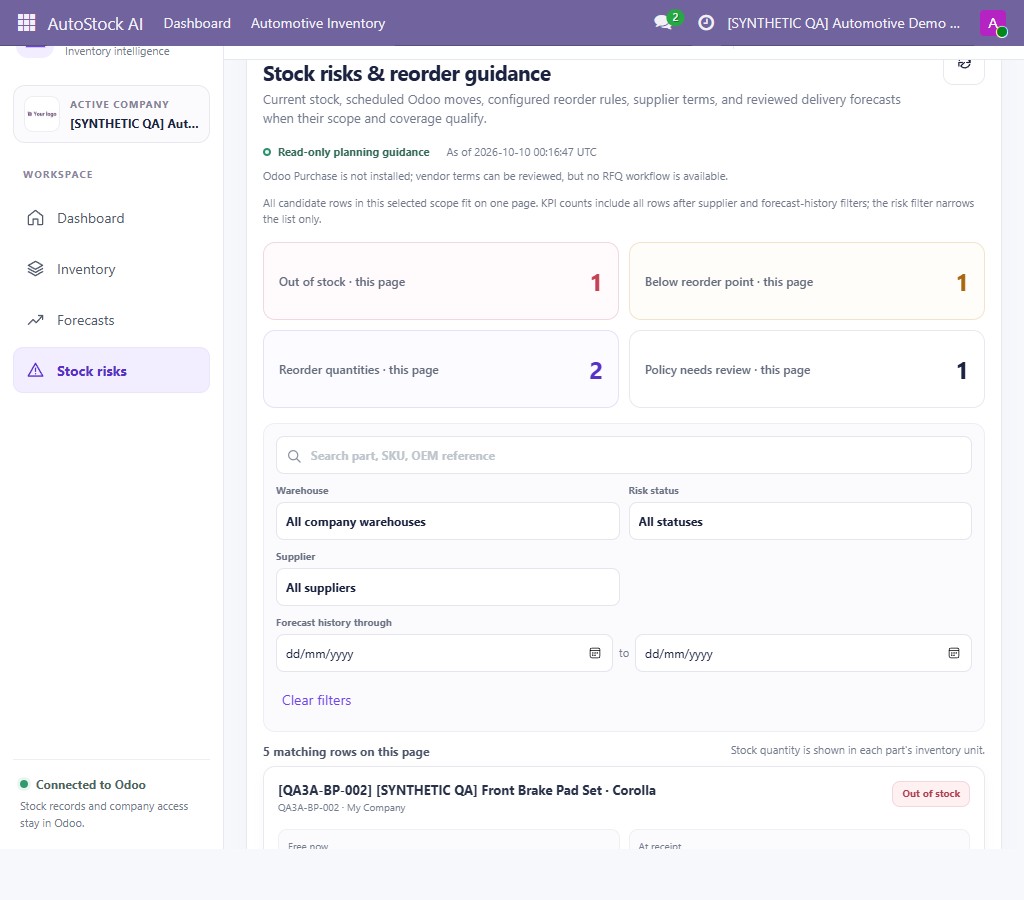 AutoStock AI
Dashboard
Automotive Inventory
2
[SYNTHETIC QA] Automotive Demo ...
A
Inventory intelligence
Your logo
ACTIVE COMPANY
[SYNTHETIC QA] Aut...
WORKSPACE
Dashboard
Inventory
Forecasts
Stock risks
Connected to Odoo
Stock records and company access
stay in Odoo.
Stock risks & reorder guidance
Current stock, scheduled Odoo moves, configured reorder rules, supplier terms, and reviewed delivery forecasts
when their scope and coverage qualify.
Read-only planning guidance As of 2026-10-10 00:16:47 UTC
Odoo Purchase is not installed; vendor terms can be reviewed, but no RFQ workflow is available.
All candidate rows in this selected scope fit on one page. KPI counts include all rows after supplier and forecast-history filters; the risk filter narrows
the list only.
Out of stock · this page 1
Below reorder point · this page 1
Reorder quantities · this page 2
Policy needs review · this page 1
Search part, SKU, OEM reference
Warehouse
All company warehouses
Risk status
All statuses
Supplier
All suppliers
Forecast history through
dd/mm/yyyy to dd/mm/yyyy
Clear filters
5 matching rows on this page
Stock quantity is shown in each part's inventory unit.
[QA3A-BP-002] [SYNTHETIC QA] Front Brake Pad Set · Corolla
QA3A-BP-002 · My Company
Out of stock
Free now
At receipt